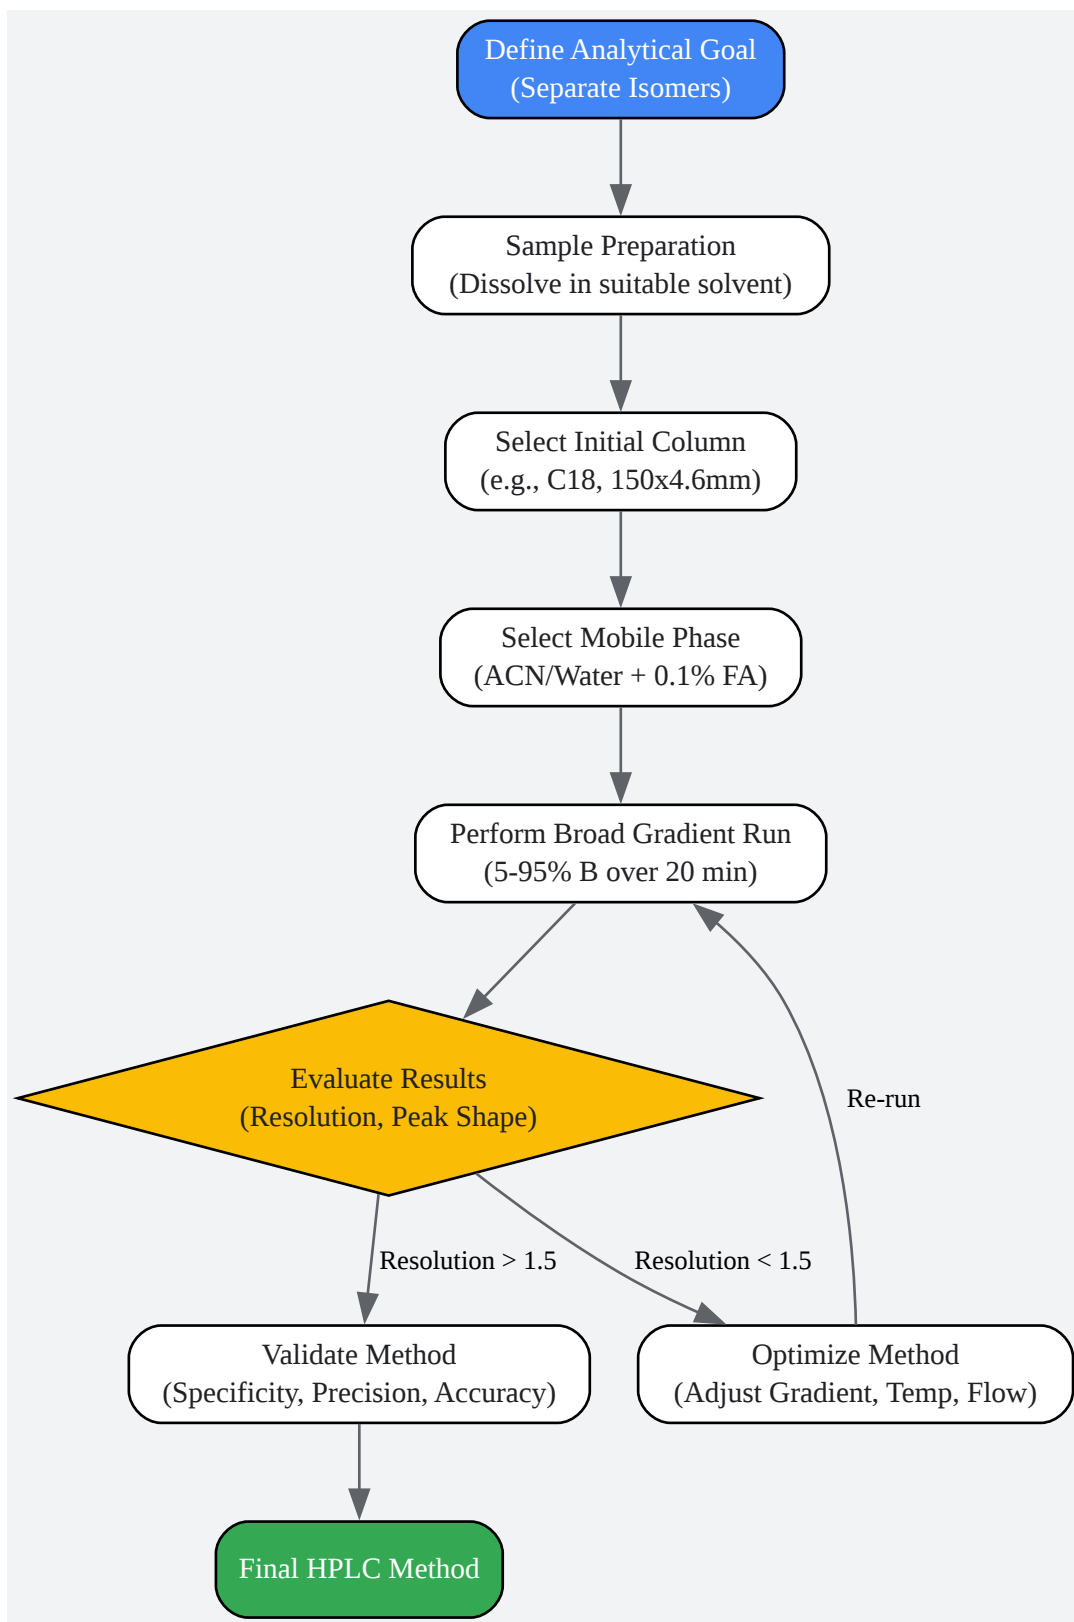 Define Analytical Goal
(Separate Isomers)
Sample Preparation
(Dissolve in suitable solvent)
Select Initial Column
(e.g., C18, 150x4.6mm)
Select Mobile Phase
(ACN/Water + 0.1% FA)
Perform Broad Gradient Run
(5-95% B over 20 min)
Evaluate Results
(Resolution, Peak Shape)
Re-run
Resolution > 1.5
Resolution < 1.5
Validate Method
(Specificity, Precision, Accuracy)
Optimize Method
(Adjust Gradient, Temp, Flow)
Final HPLC Method